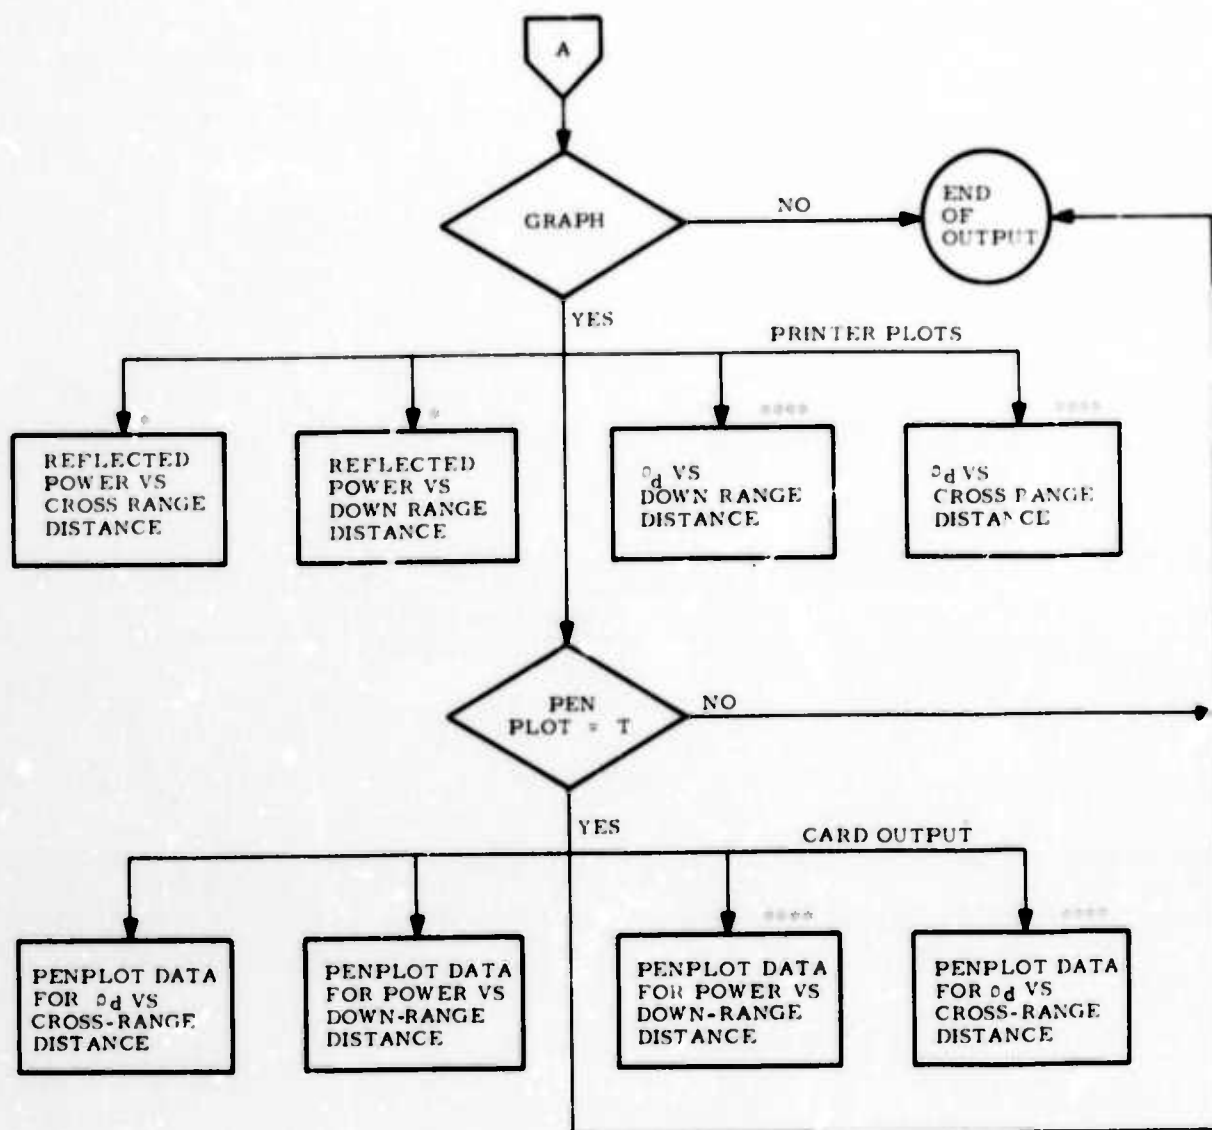 A
GRAPH
NO
END
OF
OUTPUT
YES
PRINTER PLOTS
*
*
****
****
REFLECTED
POWER VS
CROSS RANGE
DISTANCE
REFLECTED
POWER VS
DOWN RANGE
DISTANCE
ρd VS
DOWN RANGE
DISTANCE
ρd VS
CROSS RANGE
DISTANCE
PEN
PLOT = T
NO
YES
CARD OUTPUT
****
****
PENPLOT DATA
FOR ρd VS
CROSS-RANGE
DISTANCE
PENPLOT DATA
FOR POWER VS
DOWN-RANGE
DISTANCE
PENPLOT DATA
FOR POWER VS
DOWN-RANGE
DISTANCE
PENPLOT DATA
FOR ρd VS
CROSS-RANGE
DISTANCE